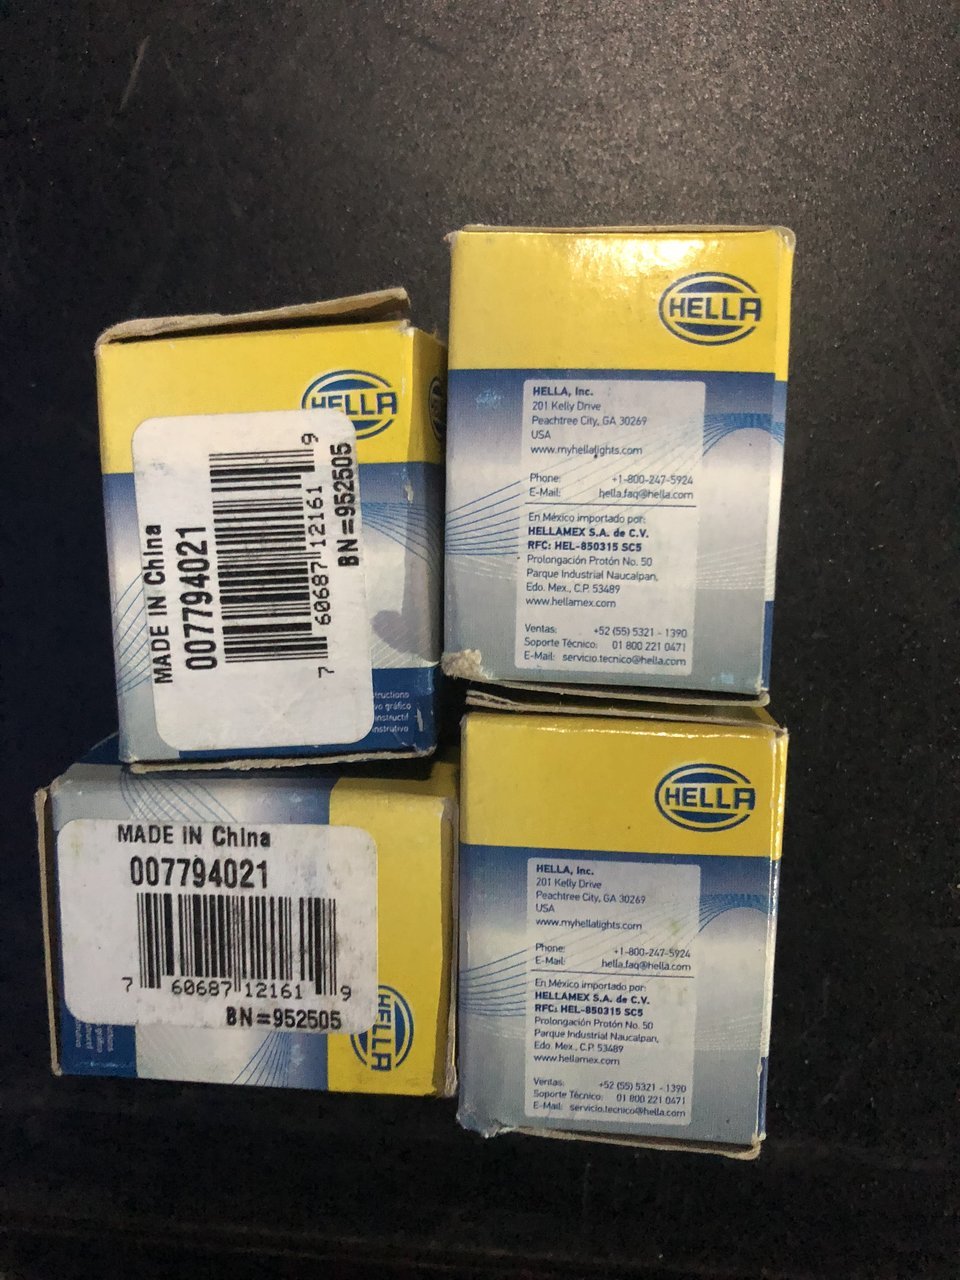 HELLA
MADE IN China
007794021
7 60687 12161 9
BN=952505
structions
vo gráfico
instructif
instrutivo
HELLA
HELLA, Inc.
201 Kelly Drive
Peachtree City, GA 30269
USA
www.myhellalights.com
Phone: +1-800-247-5924
E-Mail: hella.faq@hella.com
En México importado por:
HELLAMEX S.A. de C.V.
RFC: HEL-850315 SC5
Prolongación Protón No. 50
Parque Industrial Naucalpan,
Edo. Mex., C.P. 53489
www.hellamex.com
Ventas: +52 (55) 5321 - 1390
Soporte Técnico: 01 800 221 0471
E-Mail: servicio.tecnico@hella.com
MADE IN China
007794021
7 60687 12161 9
BN=952505
HELLA
HELLA
HELLA, Inc.
201 Kelly Drive
Peachtree City, GA 30269
USA
www.myhellalights.com
Phone: +1-800-247-5924
E-Mail: hella.faq@hella.com
En México importado por:
HELLAMEX S.A. de C.V.
RFC: HEL-850315 SC5
Prolongación Protón No. 50
Parque Industrial Naucalpan,
Edo. Mex., C.P. 53489
www.hellamex.com
Ventas: +52 (55) 5321 - 1390
Soporte Técnico: 01 800 221 0471
E-Mail: servicio.tecnico@hella.com